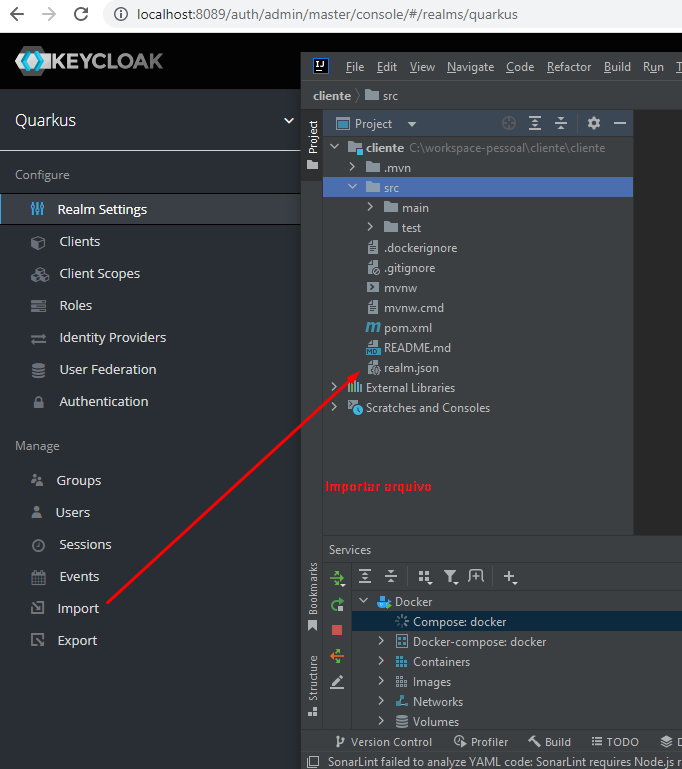 localhost:8089/auth/admin/master/console/#/realms/quarkus
KEYCLOAK
Quarkus
Configure
Realm Settings
Clients
Client Scopes
Roles
Identity Providers
User Federation
Authentication
Manage
Groups
Users
Sessions
Events
Import
Export
IJ
File Edit View Navigate Code Refactor Build Run T
cliente src
Project
Project
cliente C:\workspace-pessoal\cliente\cliente
.mvn
src
main
test
.dockerignore
.gitignore
mvnw
mvnw.cmd
m pom.xml
MD README.md
realm.json
External Libraries
Scratches and Consoles
Importar arquivo
Services
Bookmarks
Structure
Docker
Compose: docker
Docker-compose: docker
Containers
Images
Networks
Volumes
Version Control Profiler Build TODO D
SonarLint failed to analyze YAML code: SonarLint requires Node.js r